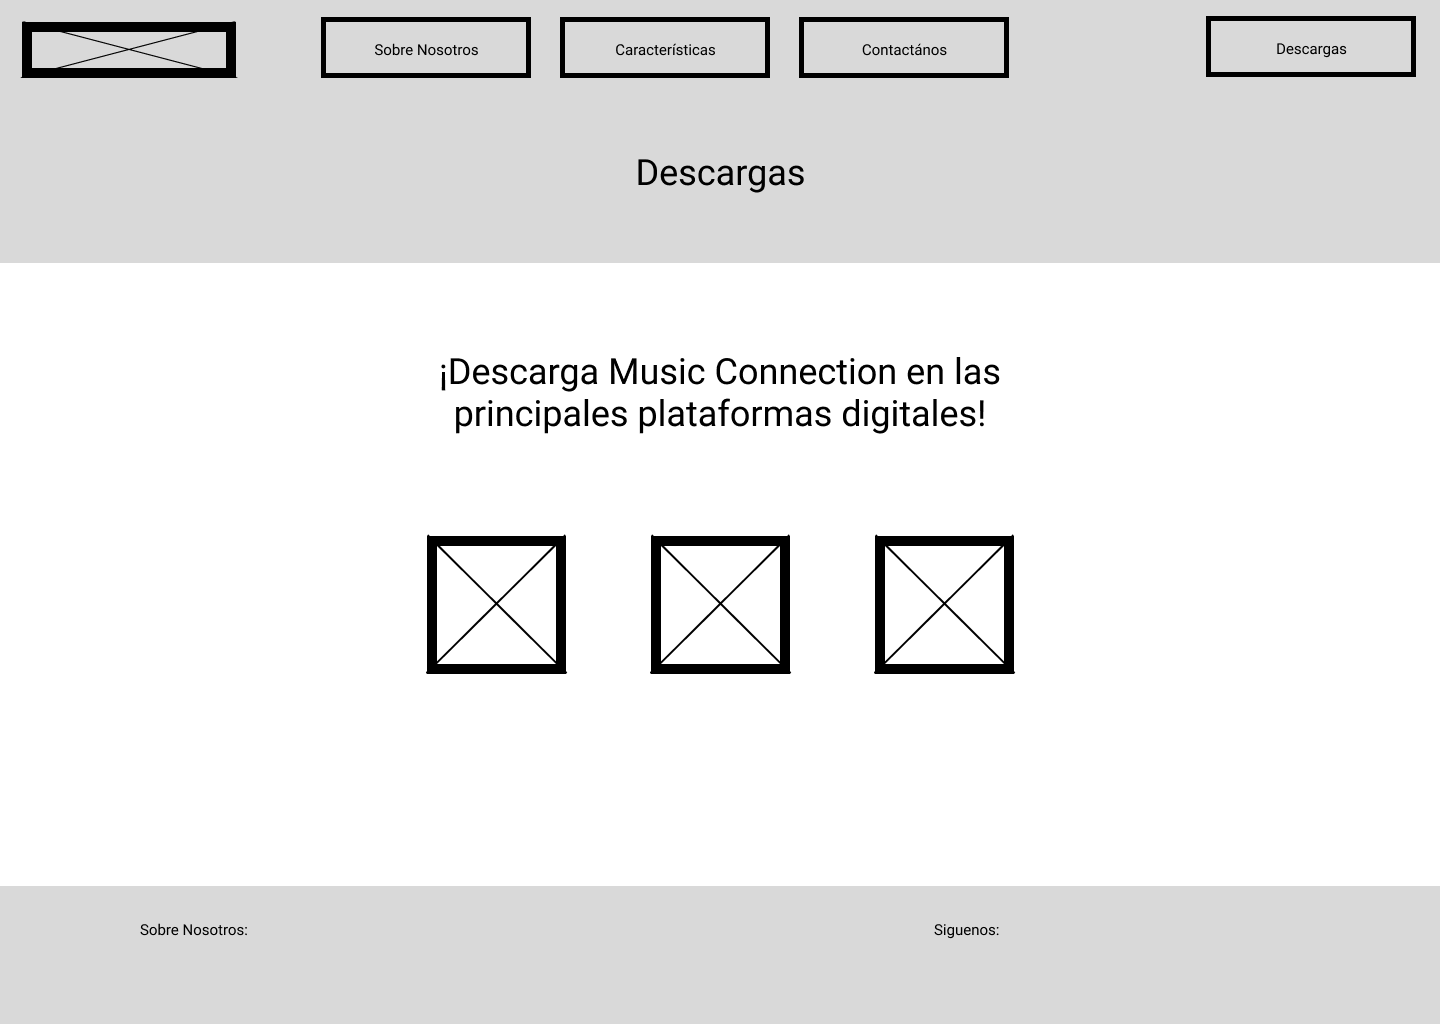 Sobre Nosotros
Características
Contactános
Descargas
Descargas
¡Descarga Music Connection en las
principales plataformas digitales!
Sobre Nosotros:
Siguenos: